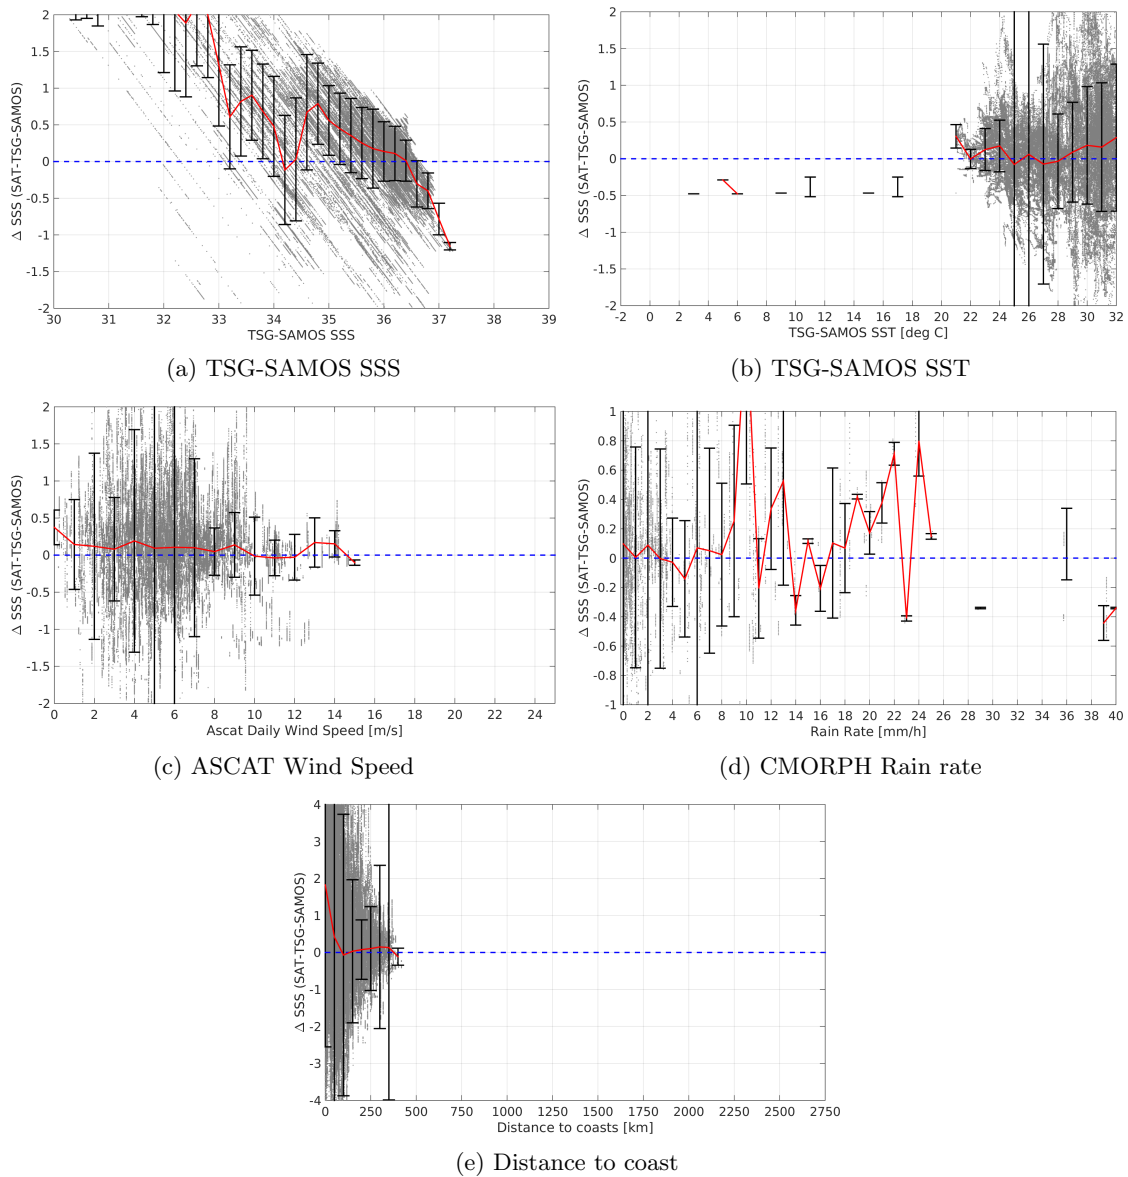 2
1.5
1
0.5
0
-0.5
-1
-1.5
-2
Δ SSS (SAT-TSG-SAMOS)
30 31 32 33 34 35 36 37 38 39
TSG-SAMOS SSS
(a) TSG-SAMOS SSS
2
1.5
1
0.5
0
-0.5
-1
-1.5
-2
Δ SSS (SAT-TSG-SAMOS)
-2 0 2 4 6 8 10 12 14 16 18 20 22 24 26 28 30 32
TSG-SAMOS SST [deg C]
(b) TSG-SAMOS SST
2
1.5
1
0.5
0
-0.5
-1
-1.5
-2
Δ SSS (SAT-TSG-SAMOS)
0 2 4 6 8 10 12 14 16 18 20 22 24
Ascat Daily Wind Speed [m/s]
(c) ASCAT Wind Speed
1
0.8
0.6
0.4
0.2
0
-0.2
-0.4
-0.6
-0.8
-1
Δ SSS (SAT-TSG-SAMOS)
0 2 4 6 8 10 12 14 16 18 20 22 24 26 28 30 32 34 36 38 40
Rain Rate [mm/h]
(d) CMORPH Rain rate
4
3
2
1
0
-1
-2
-3
-4
Δ SSS (SAT-TSG-SAMOS)
0 250 500 750 1000 1250 1500 1750 2000 2250 2500 2750
Distance to coasts [km]
(e) Distance to coast